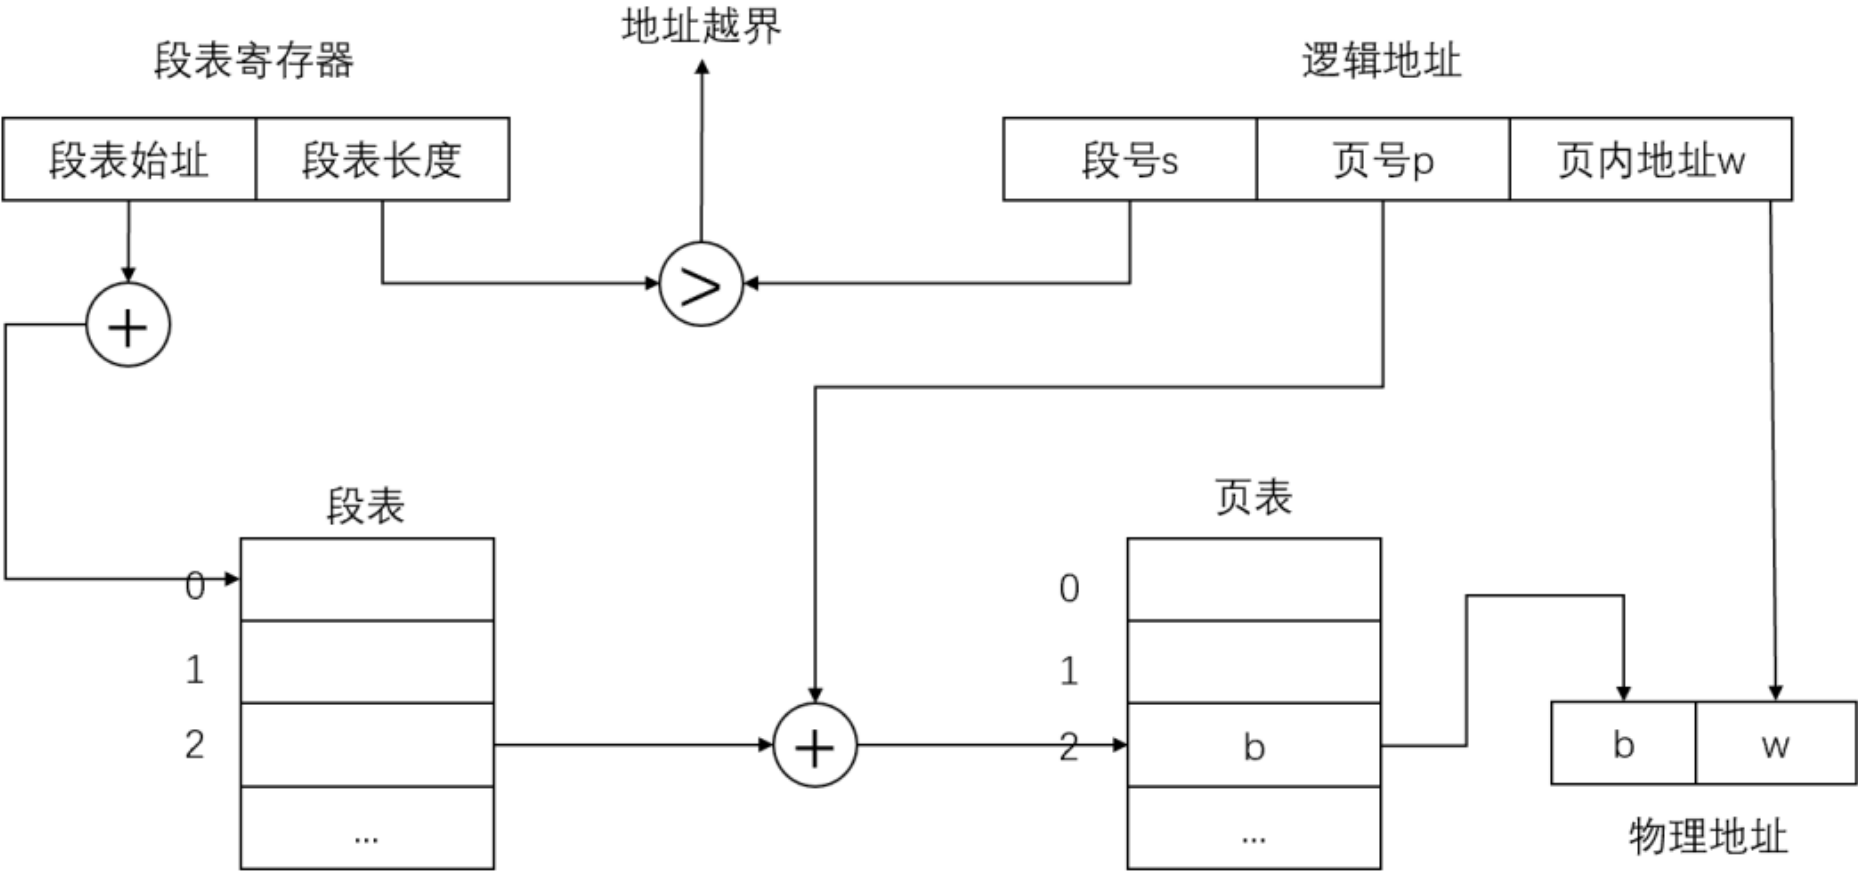 地址越界
段表寄存器
逻辑地址
段表始址 段表长度
段号s 页号p 页内地址w
>
+
段表
页表
0
1
2
...
+
0
1
2
b
...
b w
物理地址